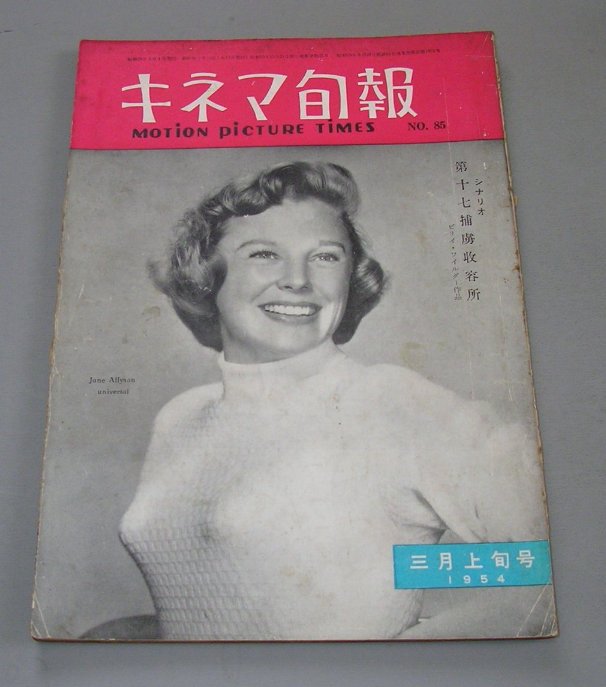 キネマ旬報
MOTION PICTURE TIMES
NO. 85
シナリオ
第十七捕虜収容所
ビリイ・ワイルダー作品
June Allyson
universal
三月上旬号
1954